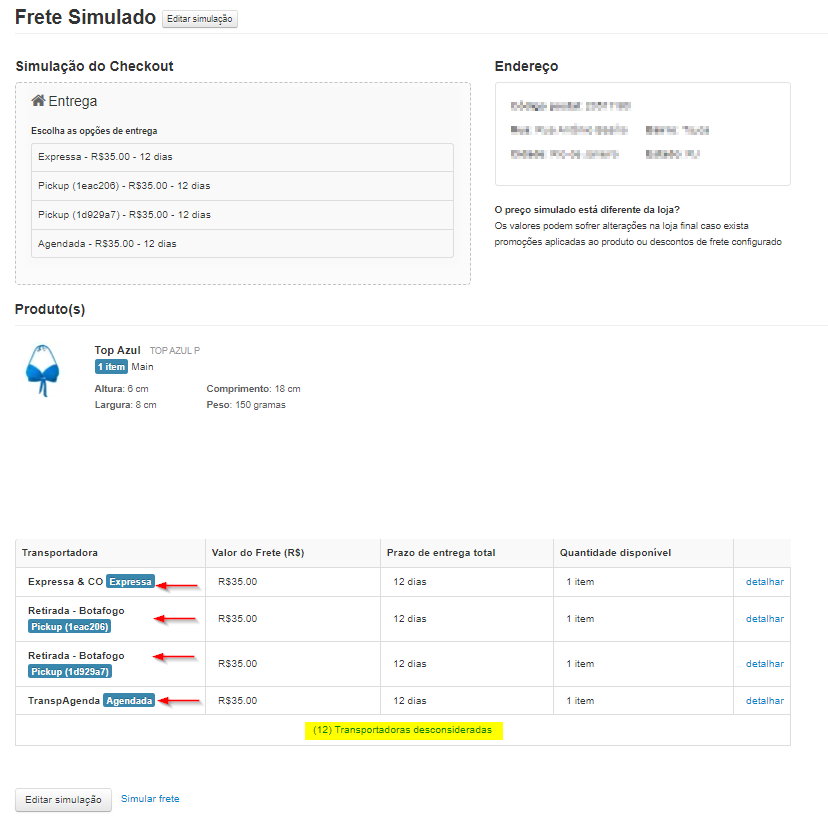 Frete Simulado Editar simulação
Simulação do Checkout
Entrega
Escolha as opções de entrega
Expressa - R$35.00 - 12 dias
Pickup (1eac206) - R$35.00 - 12 dias
Pickup (1d929a7) - R$35.00 - 12 dias
Agendada - R$35.00 - 12 dias
Endereço
O preço simulado está diferente da loja?
Os valores podem sofrer alterações na loja final caso exista
promoções aplicadas ao produto ou descontos de frete configurado
Produto(s)
Top Azul TOP AZUL P
1 item Main
Altura: 6 cm Comprimento: 18 cm
Largura: 8 cm Peso: 150 gramas
Transportadora Valor do Frete (R$) Prazo de entrega total Quantidade disponível
Expressa & CO Expressa R$35.00 12 dias 1 item detalhar
Retirada - Botafogo
Pickup (1eac206) R$35.00 12 dias 1 item detalhar
Retirada - Botafogo
Pickup (1d929a7) R$35.00 12 dias 1 item detalhar
TranspAgenda Agendada R$35.00 12 dias 1 item detalhar
(12) Transportadoras desconsideradas
Editar simulação Simular frete